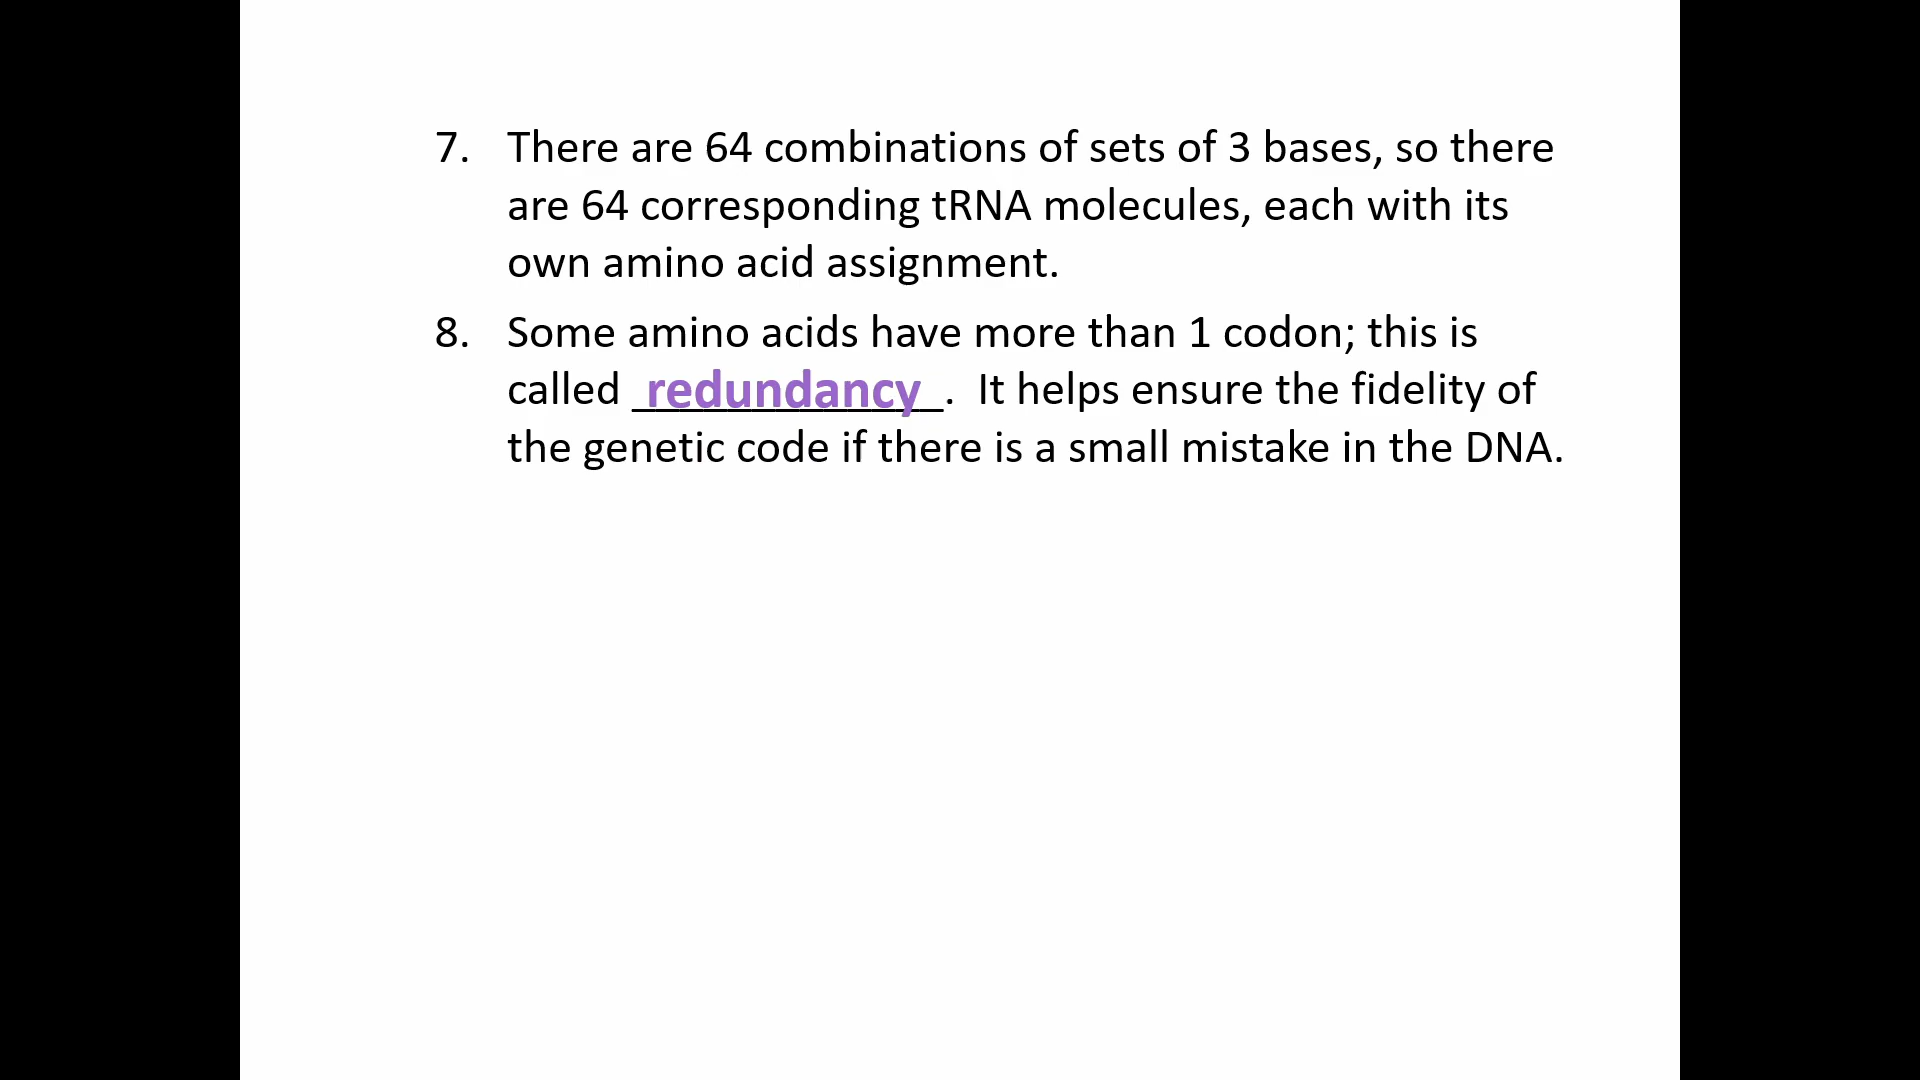 7. There are 64 combinations of sets of 3 bases, so there
are 64 corresponding tRNA molecules, each with its
own amino acid assignment.
8. Some amino acids have more than 1 codon; this is
called _redundancy_. It helps ensure the fidelity of
the genetic code if there is a small mistake in the DNA.